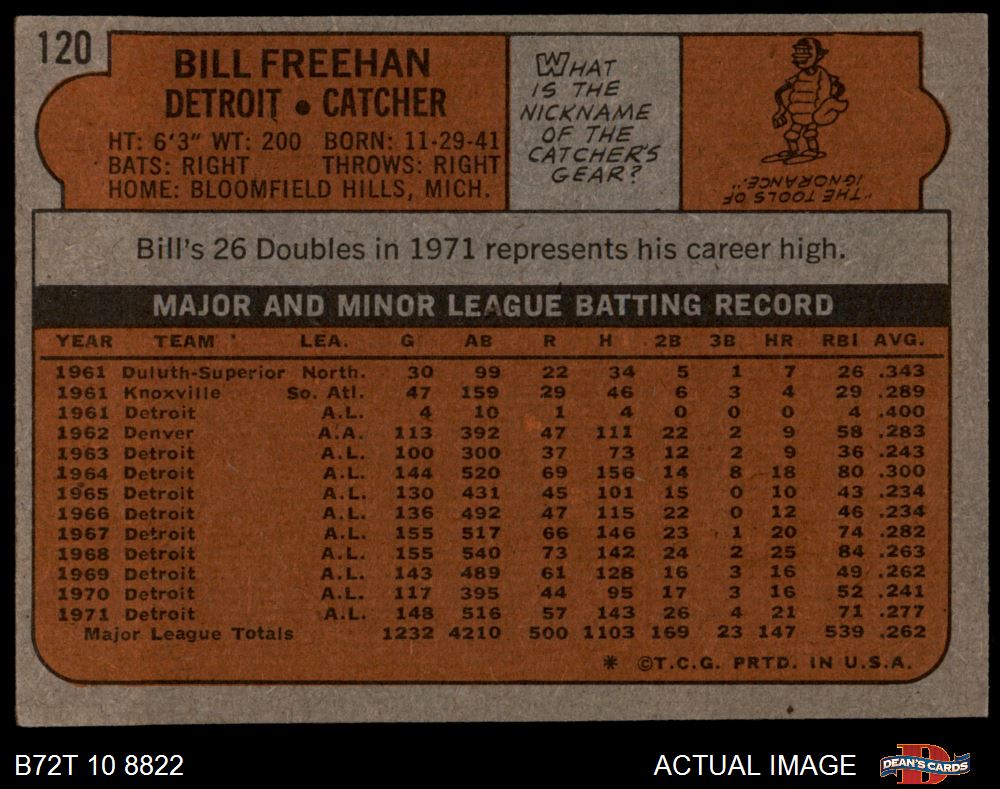 120
BILL FREEHAN
DETROIT • CATCHER
HT: 6'3" WT: 200 BORN: 11-29-41
BATS: RIGHT THROWS: RIGHT
HOME: BLOOMFIELD HILLS, MICH.
WHAT
IS THE
NICKNAME
OF THE
CATCHER'S
GEAR?
"THE TOOLS OF
IGNORANCE."
Bill's 26 Doubles in 1971 represents his career high.
MAJOR AND MINOR LEAGUE BATTING RECORD
YEAR TEAM LEA. G AB R H 2B 3B HR RBI AVG.
1961 Duluth-Superior North. 30 99 22 34 5 1 7 26 .343
1961 Knoxville So. Atl. 47 159 29 46 6 3 4 29 .289
1961 Detroit A.L. 4 10 1 4 0 0 0 4 .400
1962 Denver A.A. 113 392 47 111 22 2 9 58 .283
1963 Detroit A.L. 100 300 37 73 12 2 9 36 .243
1964 Detroit A.L. 144 520 69 156 14 8 18 80 .300
1965 Detroit A.L. 130 431 45 101 15 0 10 43 .234
1966 Detroit A.L. 136 492 47 115 22 0 12 46 .234
1967 Detroit A.L. 155 517 66 146 23 1 20 74 .282
1968 Detroit A.L. 155 540 73 142 24 2 25 84 .263
1969 Detroit A.L. 143 489 61 128 16 3 16 49 .262
1970 Detroit A.L. 117 395 44 95 17 3 16 52 .241
1971 Detroit A.L. 148 516 57 143 26 4 21 71 .277
Major League Totals 1232 4210 500 1103 169 23 147 539 .262
* ©T.C.G. PRTD. IN U.S.A.
B72T 10 8822
ACTUAL IMAGE
DEAN'S CARDS